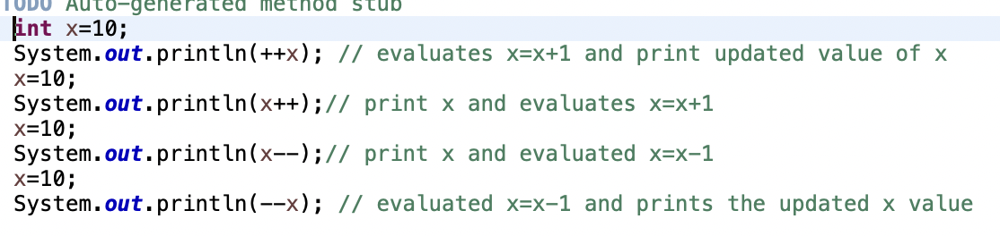 TODO Auto-generated method stub
int x=10;
System.out.println(++x); // evaluates x=x+1 and print updated value of x
x=10;
System.out.println(x++);// print x and evaluates x=x+1
x=10;
System.out.println(x--);// print x and evaluated x=x-1
x=10;
System.out.println(--x); // evaluated x=x-1 and prints the updated x value